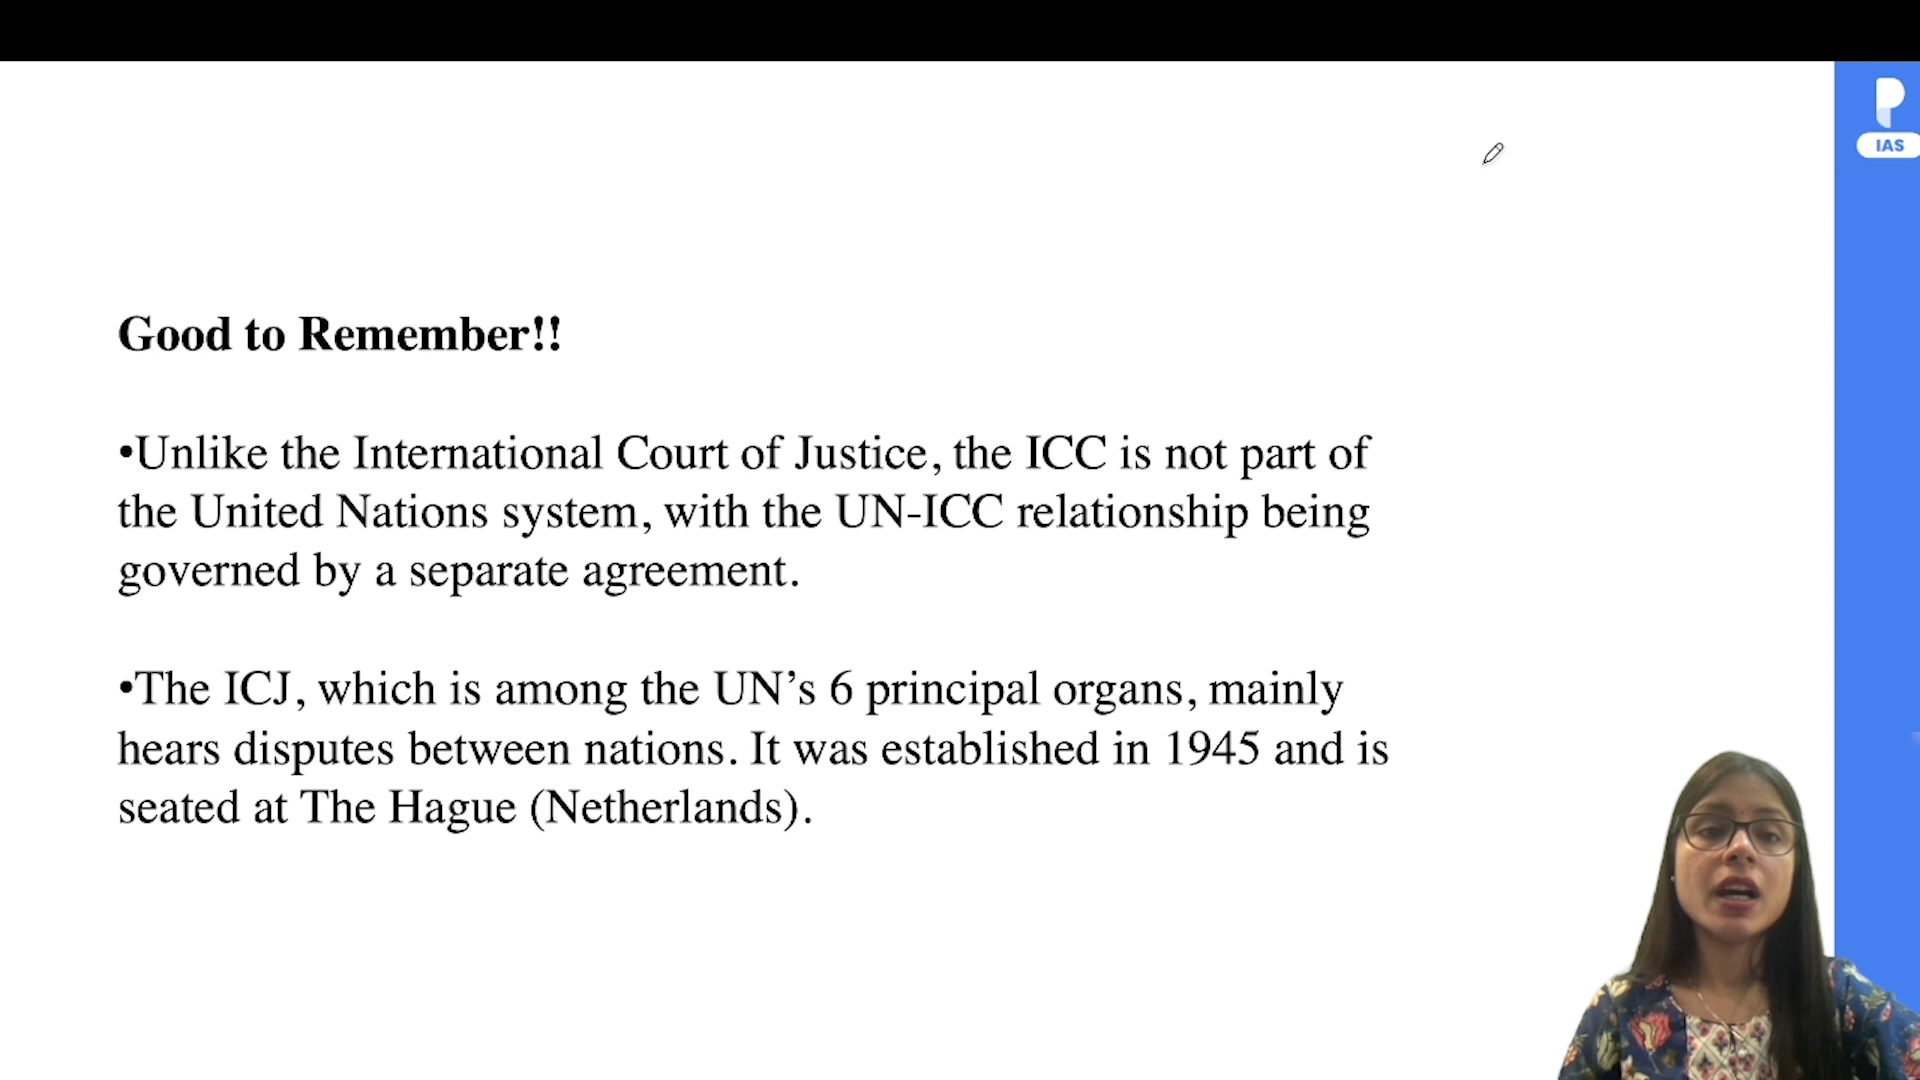 IAS
Good to Remember!!
•Unlike the International Court of Justice, the ICC is not part of
the United Nations system, with the UN-ICC relationship being
governed by a separate agreement.
•The ICJ, which is among the UN’s 6 principal organs, mainly
hears disputes between nations. It was established in 1945 and is
seated at The Hague (Netherlands).